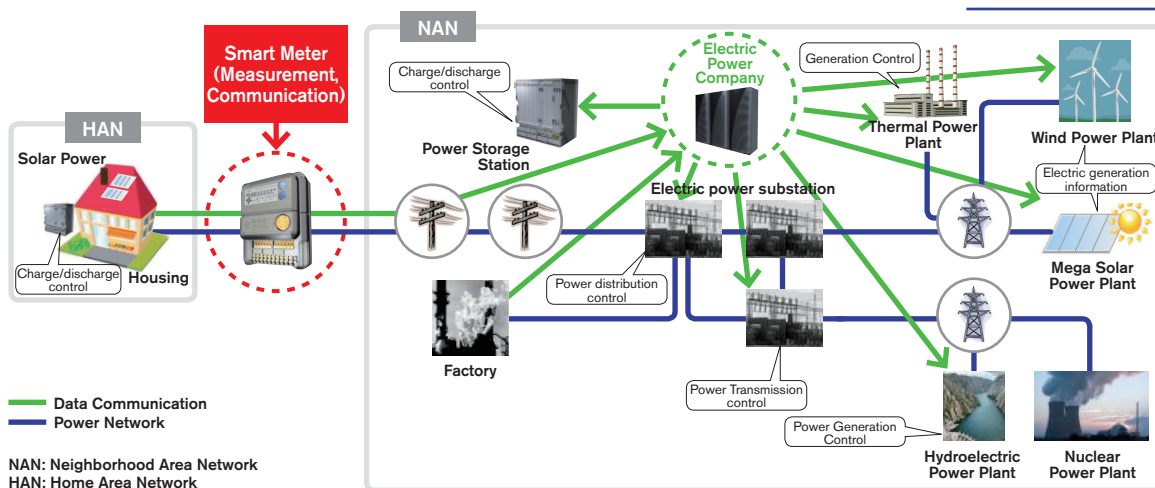 NAN
Smart Meter
(Measurement,
Communication)
Electric
Power
Company
Charge/discharge
control
Generation Control
HAN
Solar Power
Power Storage
Station
Thermal Power
Plant
Wind Power Plant
Electric generation
information
Electric power substation
Charge/discharge
control
Housing
Power distribution
control
Mega Solar
Power Plant
Factory
Power Transmission
control
Data Communication
Power Network
Power Generation
Control
Hydroelectric
Power Plant
Nuclear
Power Plant
NAN: Neighborhood Area Network
HAN: Home Area Network